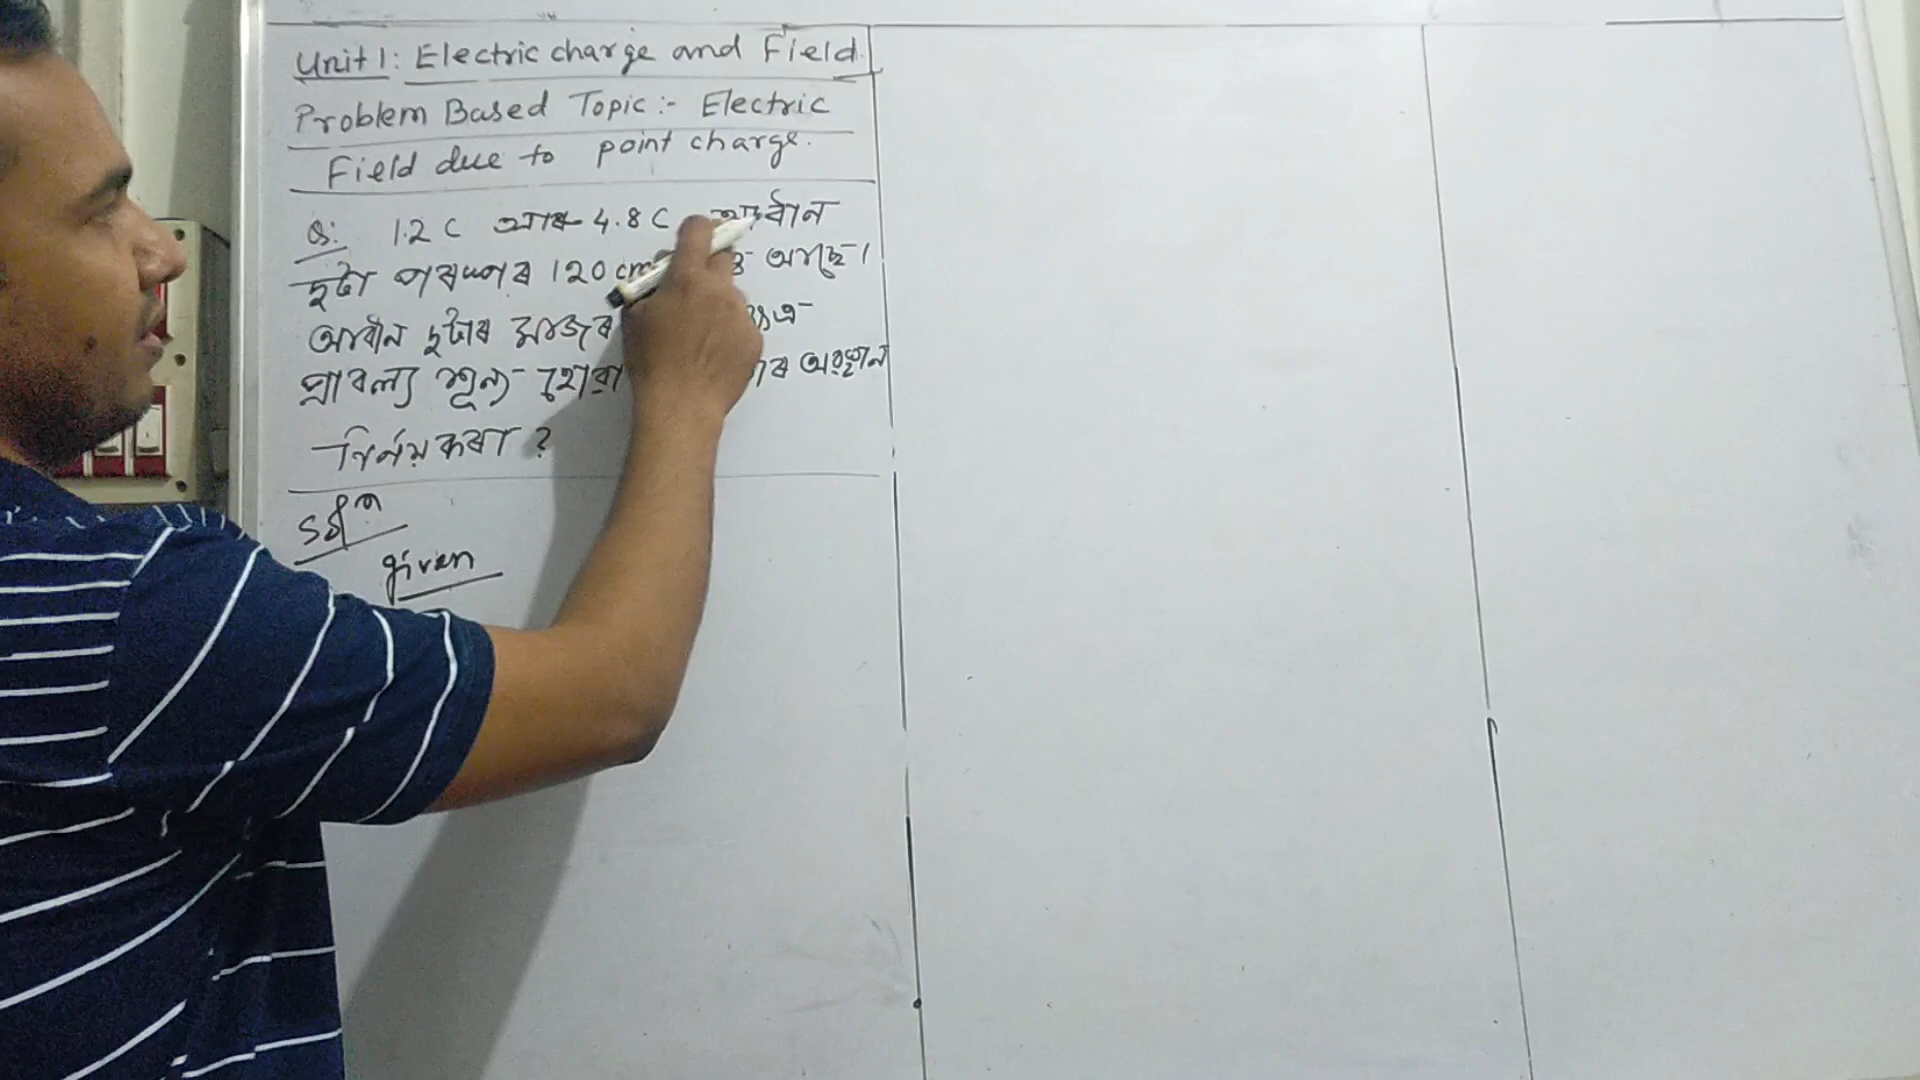 Unit 1: Electric charge and Field
Problem Based Topic :- Electric
Field due to point charge.
Q: 1.2 C আৰু 4.8 C আধান
দুটা পৰস্পৰ 120 cm আছে।
আধান দুটাৰ মাজৰ
প্ৰাবল্য শূন্য হোৱা অৱস্থান
নিৰ্ণয় কৰা ?
Solⁿ
given